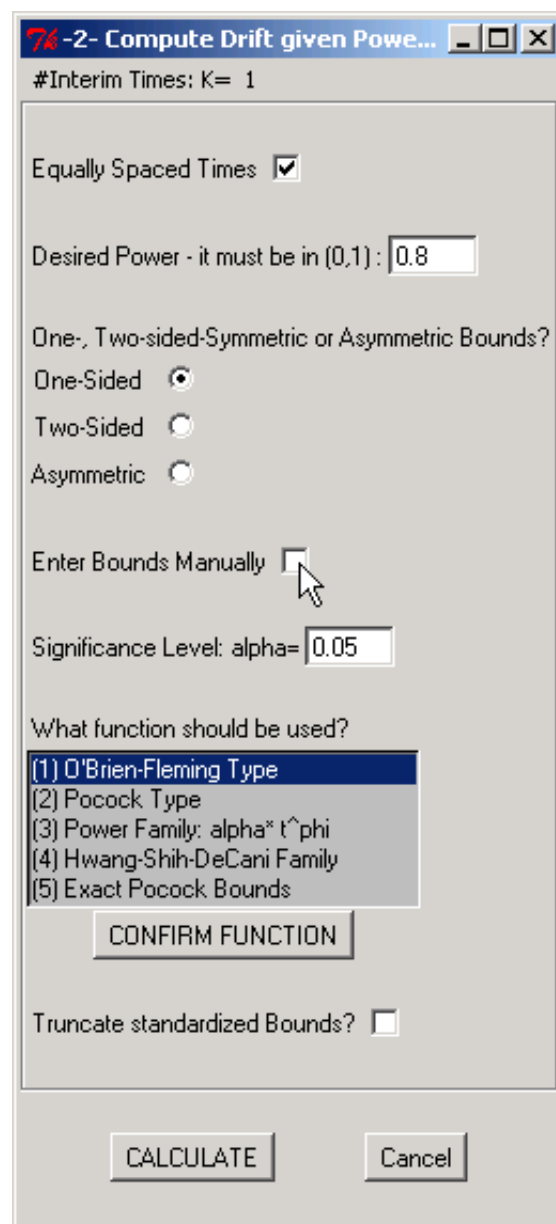 -2- Compute Drift given Powe...
#Interim Times: K= 1
Equally Spaced Times
Desired Power - it must be in (0,1) : 0.8
One-, Two-sided-Symmetric or Asymmetric Bounds?
One-Sided
Two-Sided
Asymmetric
Enter Bounds Manually
Significance Level: alpha= 0.05
What function should be used?
(1) O'Brien-Fleming Type
(2) Pocock Type
(3) Power Family: alpha* t^phi
(4) Hwang-Shih-DeCani Family
(5) Exact Pocock Bounds
CONFIRM FUNCTION
Truncate standardized Bounds?
CALCULATE Cancel